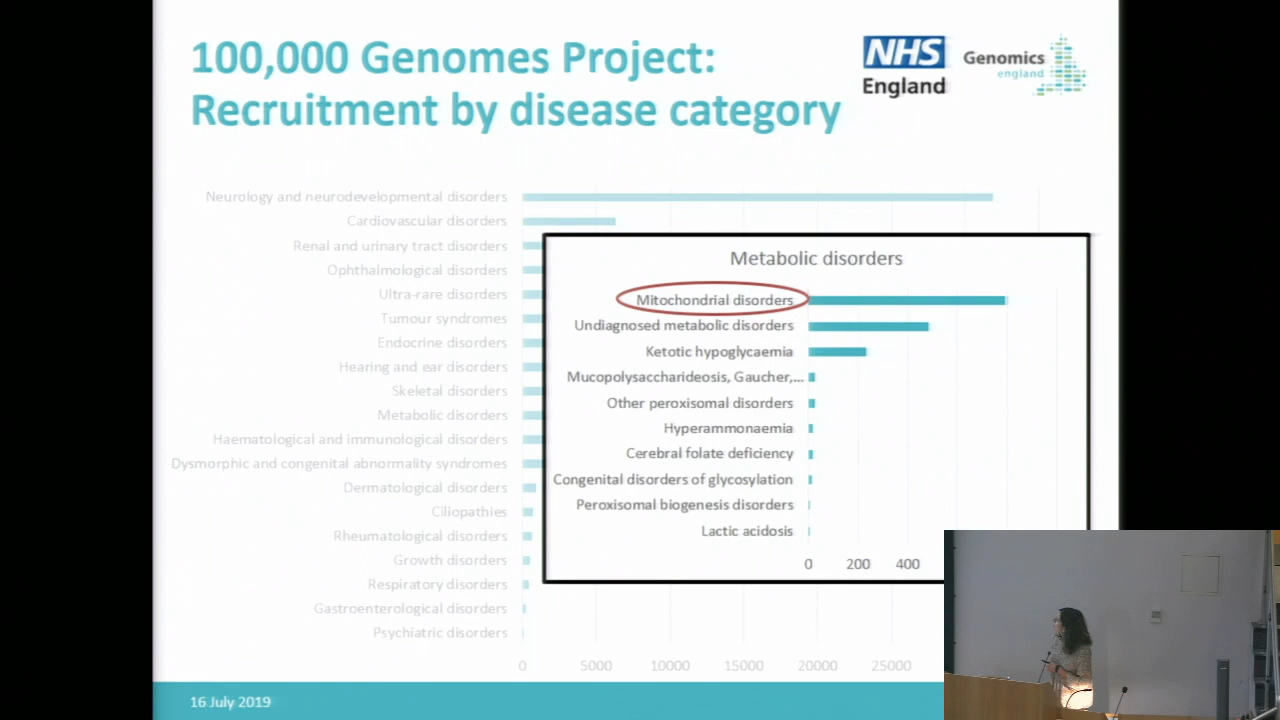 100,000 Genomes Project:
Recruitment by disease category
NHS
England
Genomics
england
Neurology and neurodevelopmental disorders
Cardiovascular disorders
Renal and urinary tract disorders
Ophthalmological disorders
Ultra-rare disorders
Tumour syndromes
Endocrine disorders
Hearing and ear disorders
Skeletal disorders
Metabolic disorders
Haematological and immunological disorders
Dysmorphic and congenital abnormality syndromes
Dermatological disorders
Ciliopathies
Rheumatological disorders
Growth disorders
Respiratory disorders
Gastroenterological disorders
Psychiatric disorders
0 5000 10000 15000 20000 25000
Metabolic disorders
Mitochondrial disorders
Undiagnosed metabolic disorders
Ketotic hypoglycaemia
Mucopolysaccharideosis, Gaucher,...
Other peroxisomal disorders
Hyperammonaemia
Cerebral folate deficiency
Congenital disorders of glycosylation
Peroxisomal biogenesis disorders
Lactic acidosis
0 200 400
16 July 2019